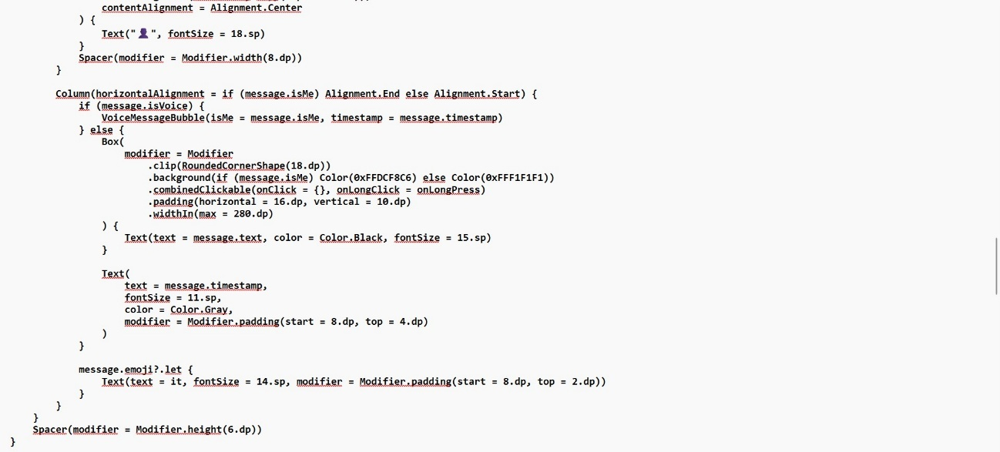 contentAlignment = Alignment.Center
) {
Text("👤", fontSize = 18.sp)
}
Spacer(modifier = Modifier.width(8.dp))
}
Column(horizontalAlignment = if (message.isMe) Alignment.End else Alignment.Start) {
if (message.isVoice) {
VoiceMessageBubble(isMe = message.isMe, timestamp = message.timestamp)
} else {
Box(
modifier = Modifier
.clip(RoundedCornerShape(18.dp))
.background(if (message.isMe) Color(0xFFDCF8C6) else Color(0xFFF1F1F1))
.combinedClickable(onClick = {}, onLongClick = onLongPress)
.padding(horizontal = 16.dp, vertical = 10.dp)
.widthIn(max = 280.dp)
) {
Text(text = message.text, color = Color.Black, fontSize = 15.sp)
}
Text(
text = message.timestamp,
fontSize = 11.sp,
color = Color.Gray,
modifier = Modifier.padding(start = 8.dp, top = 4.dp)
)
}
message.emoji?.let {
Text(text = it, fontSize = 14.sp, modifier = Modifier.padding(start = 8.dp, top = 2.dp))
}
}
}
Spacer(modifier = Modifier.height(6.dp))
}